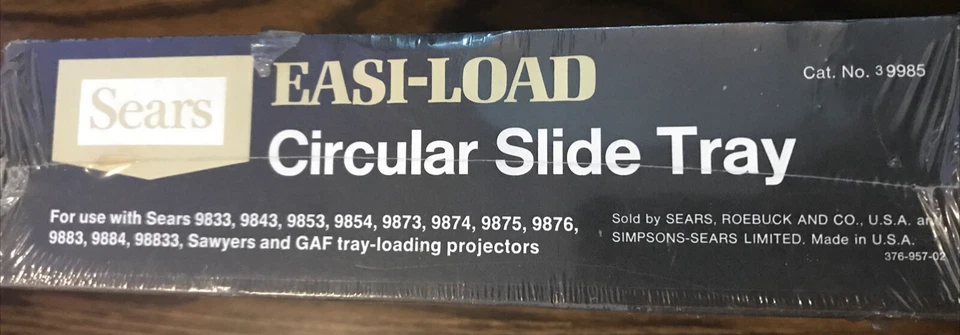 Sears
EASI-LOAD
Cat. No. 39985
Circular Slide Tray
For use with Sears 9833, 9843, 9853, 9854, 9873, 9874, 9875, 9876,
9883, 9884, 98833, Sawyers and GAF tray-loading projectors
Sold by SEARS, ROEBUCK AND CO., U.S.A.
SIMPSONS-SEARS LIMITED. Made in U.S.A.
376-957-02